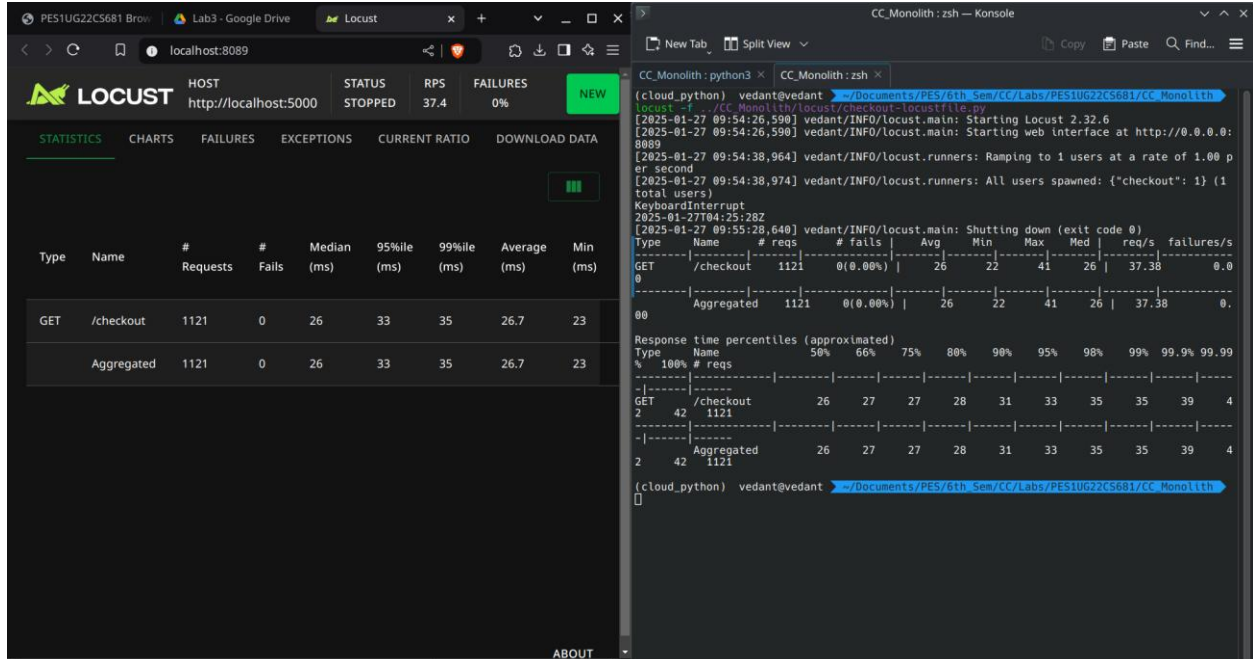 PES1UG22CS681 Brow
Lab3 - Google Drive
Locust
localhost:8089
LOCUST
HOST
http://localhost:5000
STATUS
STOPPED
RPS
37.4
FAILURES
0%
NEW
STATISTICS CHARTS FAILURES EXCEPTIONS CURRENT RATIO DOWNLOAD DATA
Type Name # Requests # Fails Median (ms) 95%ile (ms) 99%ile (ms) Average (ms) Min (ms)
GET /checkout 1121 0 26 33 35 26.7 23
Aggregated 1121 0 26 33 35 26.7 23
ABOUT
CC_Monolith : zsh — Konsole
New Tab Split View Copy Paste Find...
CC_Monolith : python3 CC_Monolith : zsh
(cloud_python) vedant@vedant ~/Documents/PES/6th_Sem/CC/Labs/PES1UG22CS681/CC_Monolith
locust -f ../CC_Monolith/locust/checkout-locustfile.py
[2025-01-27 09:54:26,590] vedant/INFO/locust.main: Starting Locust 2.32.6
[2025-01-27 09:54:26,590] vedant/INFO/locust.main: Starting web interface at http://0.0.0.0:
8089
[2025-01-27 09:54:38,964] vedant/INFO/locust.runners: Ramping to 1 users at a rate of 1.00 p
er second
[2025-01-27 09:54:38,974] vedant/INFO/locust.runners: All users spawned: {"checkout": 1} (1
total users)
KeyboardInterrupt
2025-01-27T04:25:28Z
[2025-01-27 09:55:28,640] vedant/INFO/locust.main: Shutting down (exit code 0)
Type Name # reqs # fails | Avg Min Max Med | req/s failures/s
--------|------------|-------|-------------|-------|-------|-------|-------|--------|-----------
GET /checkout 1121 0(0.00%) | 26 22 41 26 | 37.38 0.0
0
--------|------------|-------|-------------|-------|-------|-------|-------|--------|-----------
Aggregated 1121 0(0.00%) | 26 22 41 26 | 37.38 0.
00
Response time percentiles (approximated)
Type Name 50% 66% 75% 80% 90% 95% 98% 99% 99.9% 99.99
% 100% # reqs
--------|------------|--------|------|------|------|------|------|------|------|------|-----
-|------|------
GET /checkout 26 27 27 28 31 33 35 35 39 4
2 42 1121
--------|------------|--------|------|------|------|------|------|------|------|------|-----
-|------|------
Aggregated 26 27 27 28 31 33 35 35 39 4
2 42 1121
(cloud_python) vedant@vedant ~/Documents/PES/6th_Sem/CC/Labs/PES1UG22CS681/CC_Monolith